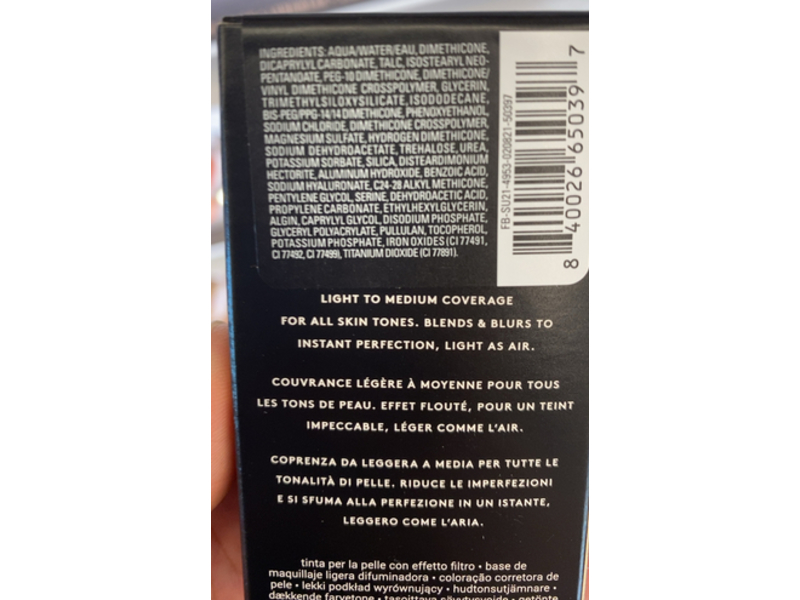 INGREDIENTS: AQUA/WATER/EAU, DIMETHICONE,
DICAPRYLYL CARBONATE, TALC, ISOSTEARYL NEO-
PENTANOATE, PEG-10 DIMETHICONE, DIMETHICONE/
VINYL DIMETHICONE CROSSPOLYMER, GLYCERIN,
TRIMETHYLSILOXYSILICATE, ISODODECANE,
BIS-PEG/PPG-14/14 DIMETHICONE, PHENOXYETHANOL,
SODIUM CHLORIDE, DIMETHICONE CROSSPOLYMER,
MAGNESIUM SULFATE, HYDROGEN DIMETHICONE,
SODIUM DEHYDROACETATE, TREHALOSE, UREA,
POTASSIUM SORBATE, SILICA, DISTEARDIMONIUM
HECTORITE, ALUMINUM HYDROXIDE, BENZOIC ACID,
SODIUM HYALURONATE, C24-28 ALKYL METHICONE,
PENTYLENE GLYCOL, SERINE, DEHYDROACETIC ACID,
PROPYLENE CARBONATE, ETHYLHEXYLGLYCERIN,
ALGIN, CAPRYLYL GLYCOL, DISODIUM PHOSPHATE,
GLYCERYL POLYACRYLATE, PULLULAN, TOCOPHEROL,
POTASSIUM PHOSPHATE, IRON OXIDES (CI 77491,
CI 77492, CI 77499), TITANIUM DIOXIDE (CI 77891).
FB-SU21-4953-020821-50397
8 40026 65039 7
LIGHT TO MEDIUM COVERAGE
FOR ALL SKIN TONES. BLENDS & BLURS TO
INSTANT PERFECTION, LIGHT AS AIR.
COUVRANCE LÉGÈRE À MOYENNE POUR TOUS
LES TONS DE PEAU. EFFET FLOUTÉ, POUR UN TEINT
IMPECCABLE, LÉGER COMME L'AIR.
COPRENZA DA LEGGERA A MEDIA PER TUTTE LE
TONALITÀ DI PELLE. RIDUCE LE IMPERFEZIONI
E SI SFUMA ALLA PERFEZIONE IN UN ISTANTE,
LEGGERO COME L'ARIA.
tinta per la pelle con effetto filtro • base de
maquillaje ligera difuminadora • coloração corretora de
pele • lekki podkład wyrównujący • hudtonsutjämnare •
dækkende farvetone •